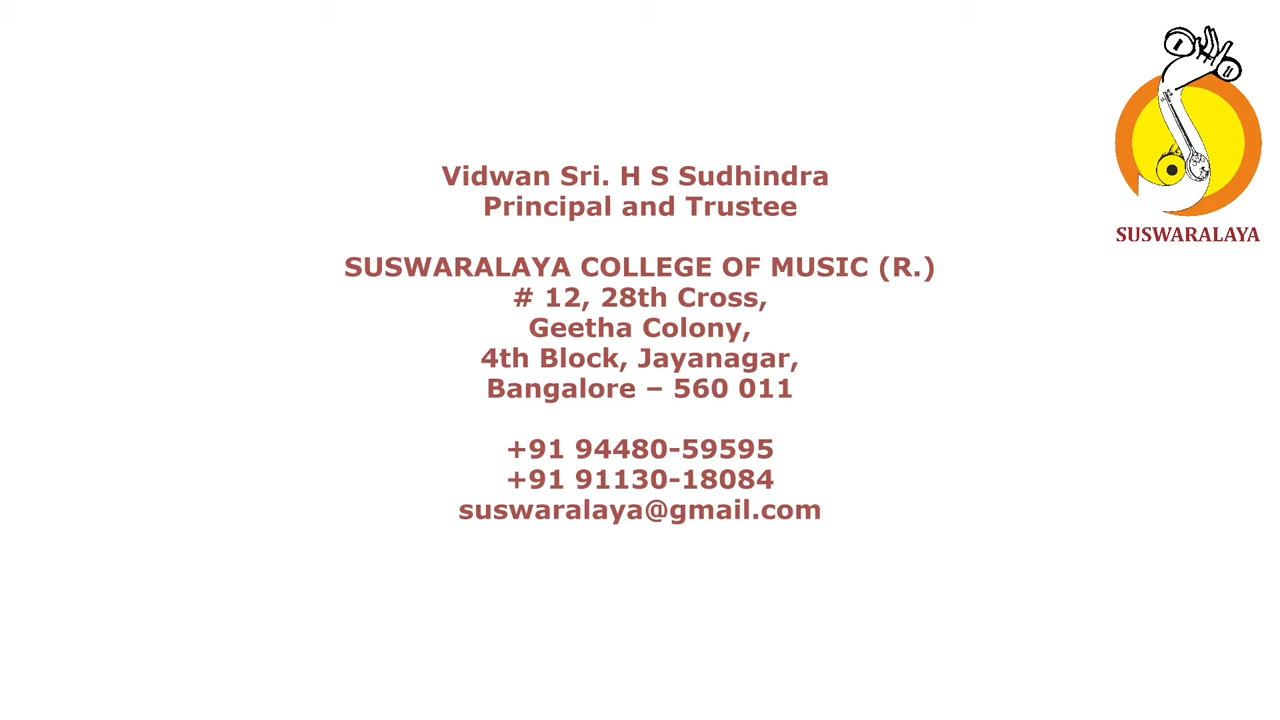 Vidwan Sri. H S Sudhindra
Principal and Trustee
SUSWARALAYA COLLEGE OF MUSIC (R.)
# 12, 28th Cross,
Geetha Colony,
4th Block, Jayanagar,
Bangalore – 560 011
+91 94480-59595
+91 91130-18084
suswaralaya@gmail.com
SUSWARALAYA